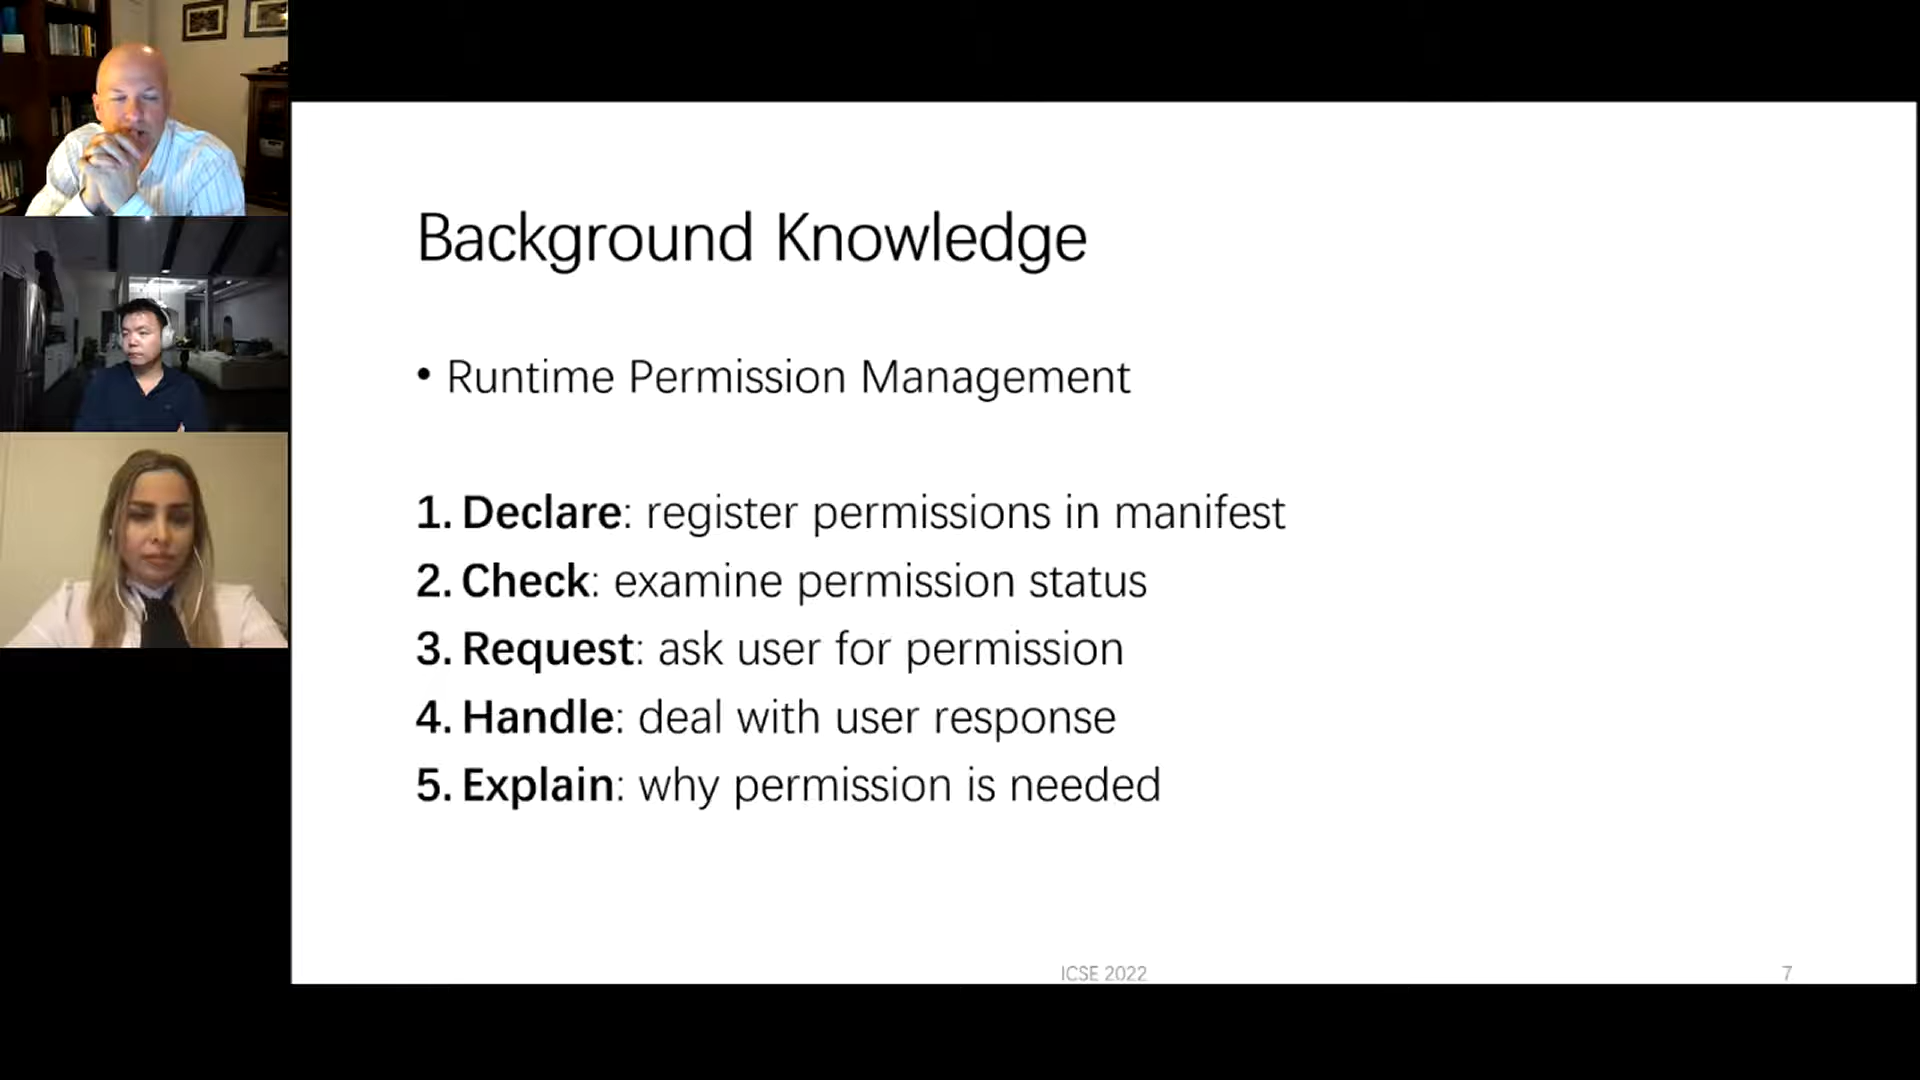 Background Knowledge
• Runtime Permission Management
1. Declare: register permissions in manifest
2. Check: examine permission status
3. Request: ask user for permission
4. Handle: deal with user response
5. Explain: why permission is needed
ICSE 2022
7